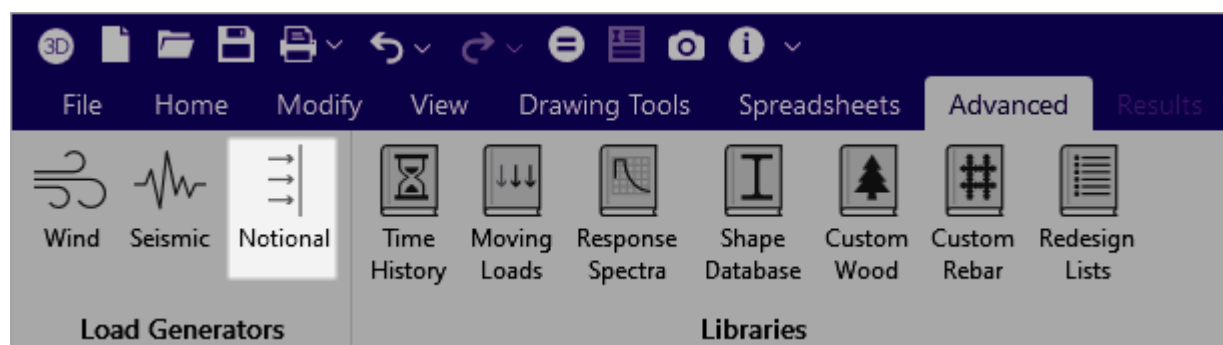 3D
File Home Modify View Drawing Tools Spreadsheets Advanced Results
Wind Seismic Notional Time Moving Response Shape Custom Custom Redesign
History Loads Spectra Database Wood Rebar Lists
Load Generators Libraries